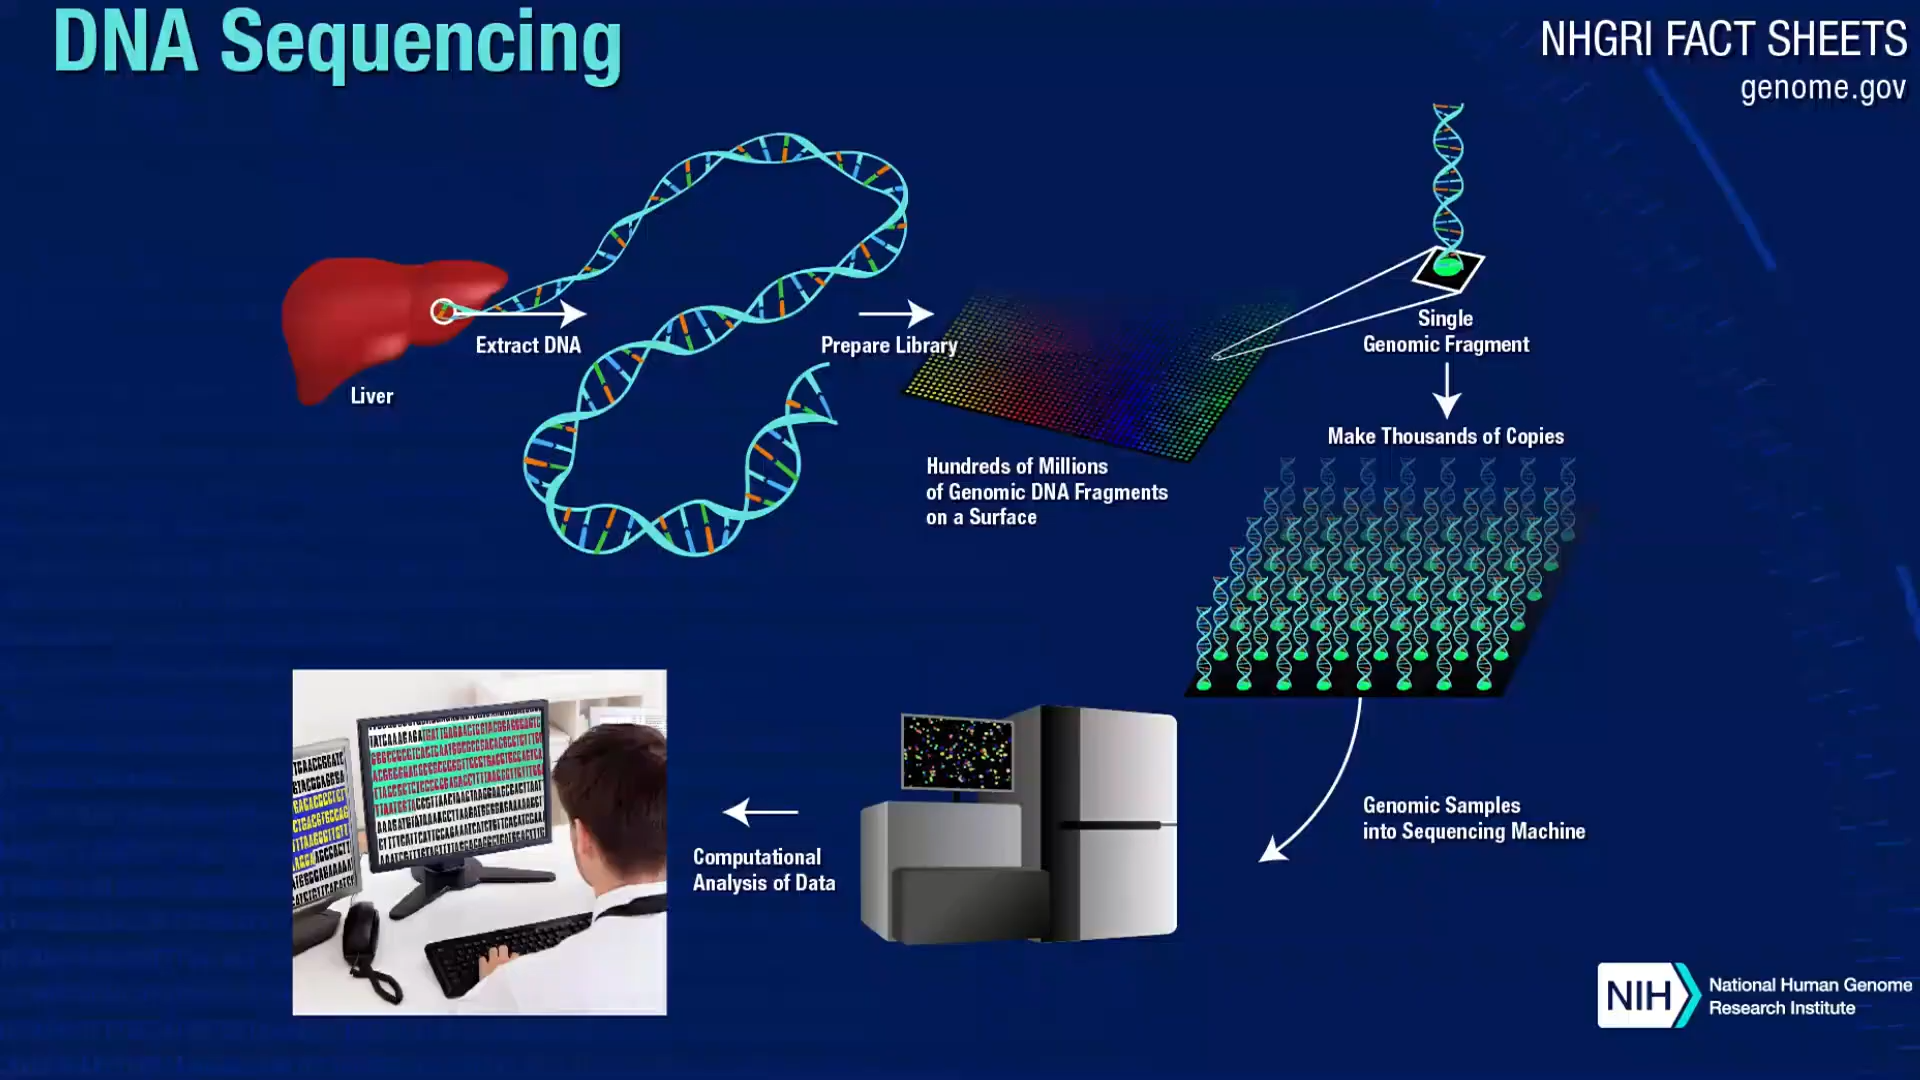 DNA Sequencing
NHGRI FACT SHEETS
genome.gov
Liver
Extract DNA
Prepare Library
Hundreds of Millions
of Genomic DNA Fragments
on a Surface
Single
Genomic Fragment
Make Thousands of Copies
Genomic Samples
into Sequencing Machine
Computational
Analysis of Data
NIH
National Human Genome
Research Institute